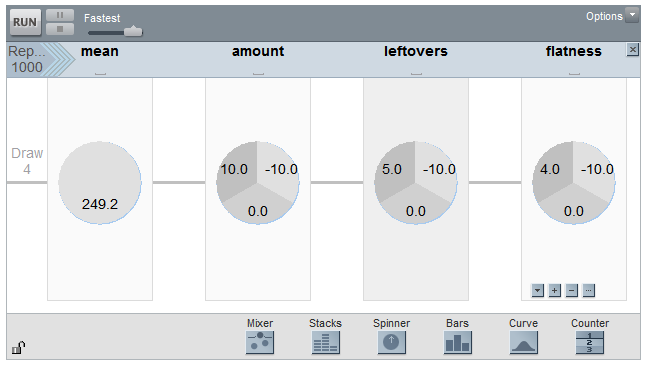 RUN
Fastest
Options
Rep...
1000
mean
amount
leftovers
flatness
Draw
4
249.2
10.0
-10.0
0.0
5.0
-10.0
0.0
4.0
-10.0
0.0
Mixer
Stacks
Spinner
Bars
Curve
Counter
1
2
3